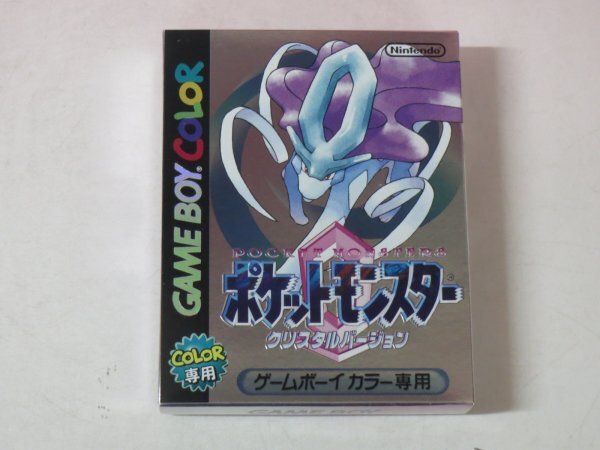 Nintendo
GAME BOY COLOR
POCKET MONSTERS
ポケットモンスター
クリスタルバージョン
COLOR
専用
ゲームボーイ カラー専用
GAME BOY